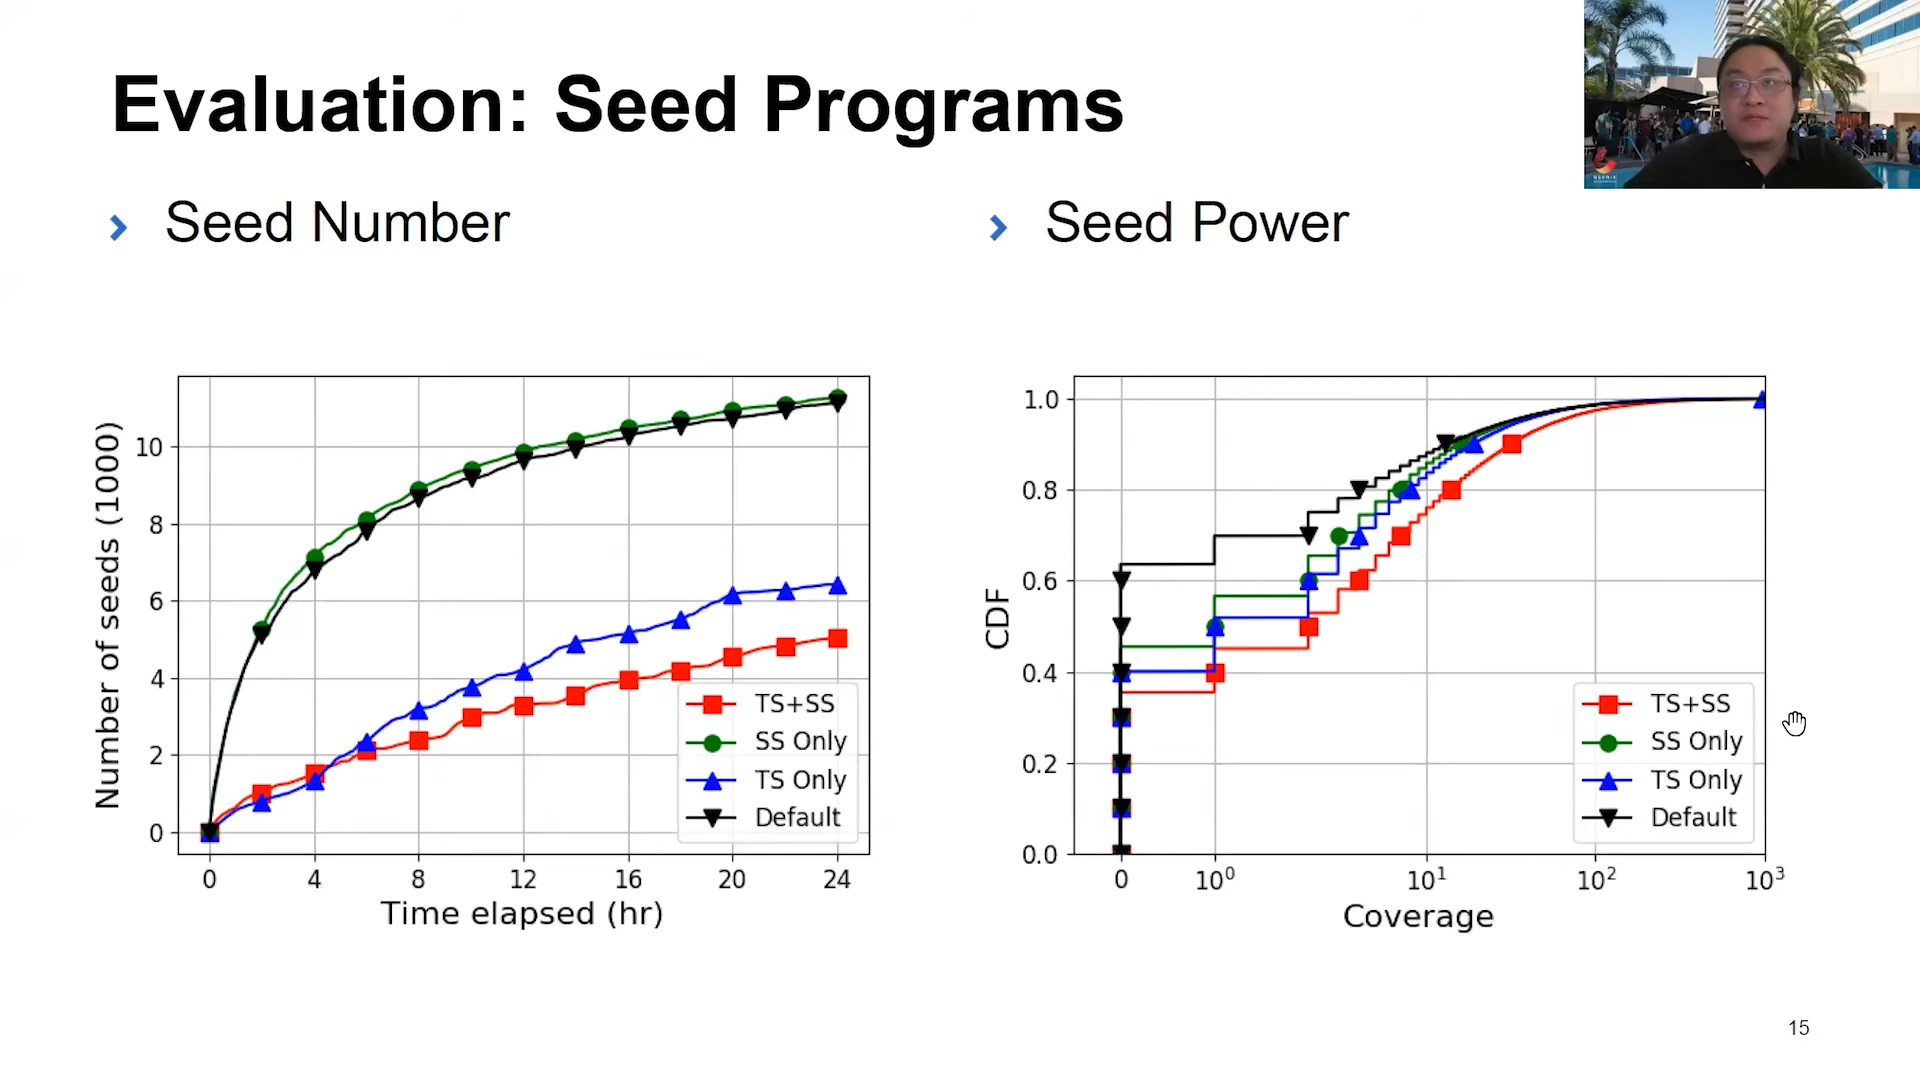 Evaluation: Seed Programs
Seed Number
Number of seeds (1000)
10
8
6
4
2
0
0 4 8 12 16 20 24
Time elapsed (hr)
TS+SS
SS Only
TS Only
Default
Seed Power
CDF
1.0
0.8
0.6
0.4
0.2
0.0
0 10⁰ 10¹ 10² 10³
Coverage
TS+SS
SS Only
TS Only
Default
15